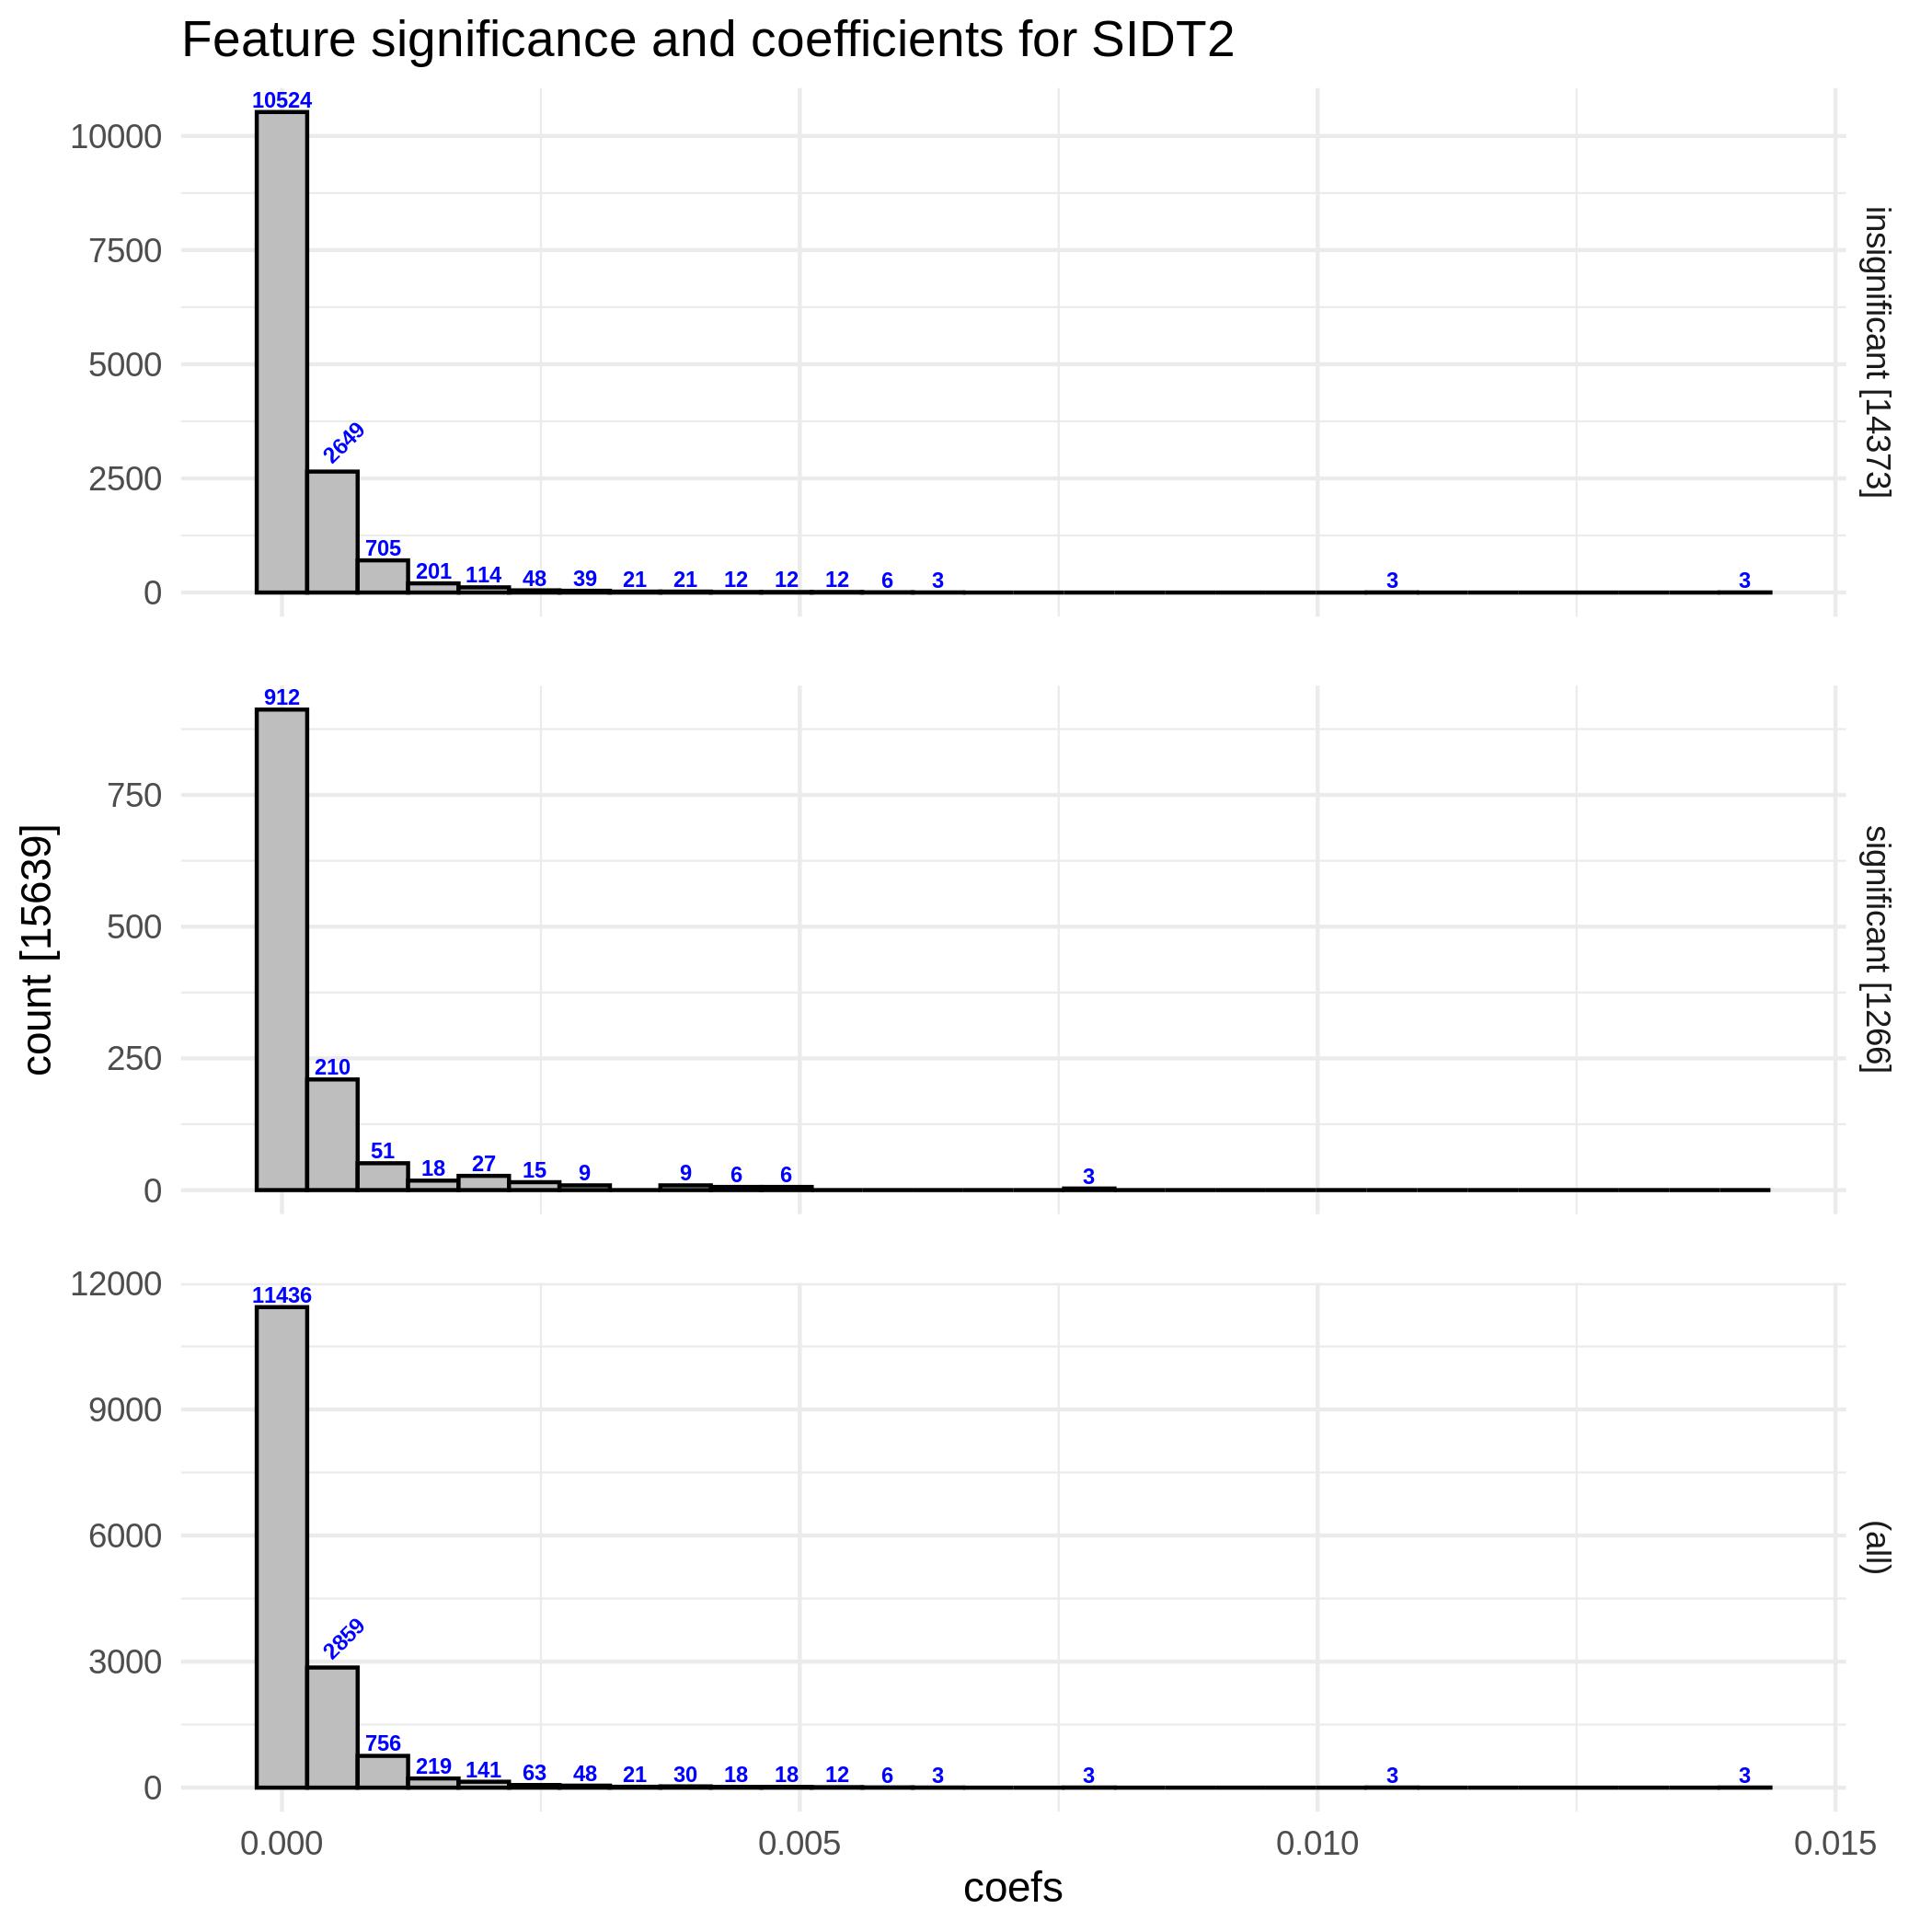 Feature significance and coefficients for SIDT2
10524
10000
7500
5000
2500
0
2649
705
201 114 48 39 21 21 12 12 12 6 3 3 3
insignificant [14373]
912
750
500
250
0
210
51
18 27 15 9 9 6 6 3
significant [1266]
count [15639]
12000
11436
9000
6000
3000
0
2859
756
219 141 63 48 21 30 18 18 12 6 3 3 3 3
(all)
0.000 0.005 0.010 0.015
coefs